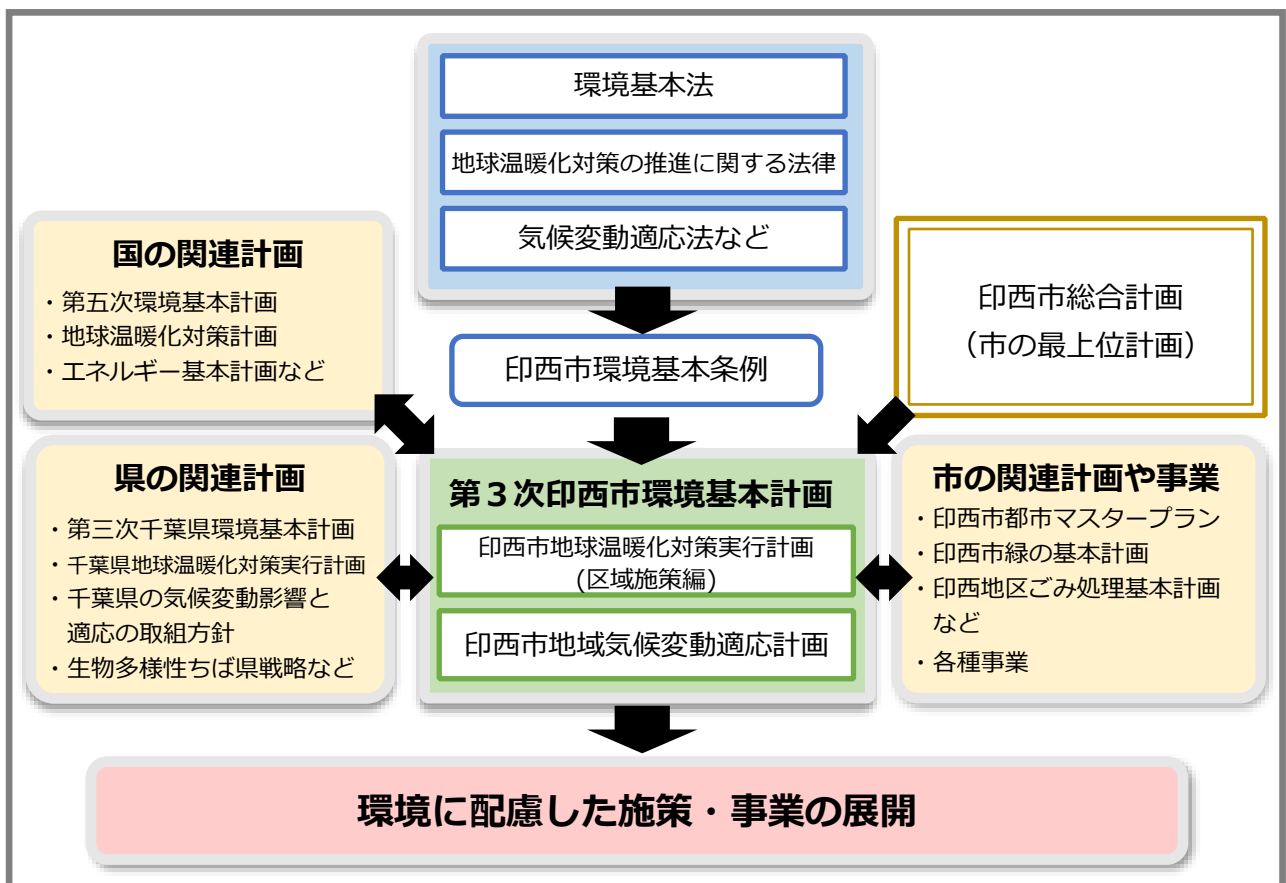 環境基本法
地球温暖化対策の推進に関する法律
気候変動適応法など
国の関連計画
・第五次環境基本計画
・地球温暖化対策計画
・エネルギー基本計画など
印西市総合計画
（市の最上位計画）
印西市環境基本条例
県の関連計画
・第三次千葉県環境基本計画
・千葉県地球温暖化対策実行計画
・千葉県の気候変動影響と
適応の取組方針
・生物多様性ちば県戦略など
第３次印西市環境基本計画
印西市地球温暖化対策実行計画
(区域施策編)
印西市地域気候変動適応計画
市の関連計画や事業
・印西市都市マスタープラン
・印西市緑の基本計画
・印西地区ごみ処理基本計画
など
・各種事業
環境に配慮した施策・事業の展開